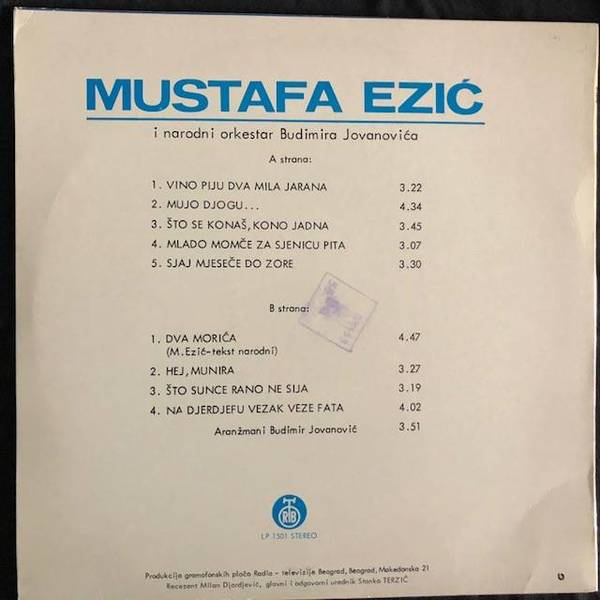 MUSTAFA EZIĆ
i narodni orkestar Budimira Jovanovića
A strana:
1. VINO PIJU DVA MILA JARANA 3.22
2. MUJO DJOGU... 4.34
3. ŠTO SE KONAŠ, KONO JADNA 3.45
4. MLADO MOMČE ZA SJENICU PITA 3.07
5. SJAJ MJESEČE DO ZORE 3.30
B strana:
1. DVA MORIĆA 4.47
(M.Ezić-tekst narodni)
2. HEJ, MUNIRA 3.27
3. ŠTO SUNCE RANO NE SIJA 3.19
4. NA DJERDJEFU VEZAK VEZE FATA 4.02
Aranžmani Budimir Jovanović 3.51
RTB
LP 1501 STEREO
Produkcija gramofonskih ploča Radio - televizije Beograd, Beograd, Makedonska 21
Recezent Milan Djordjević, glavni i odgovorni urednik Stanko TERZIĆ